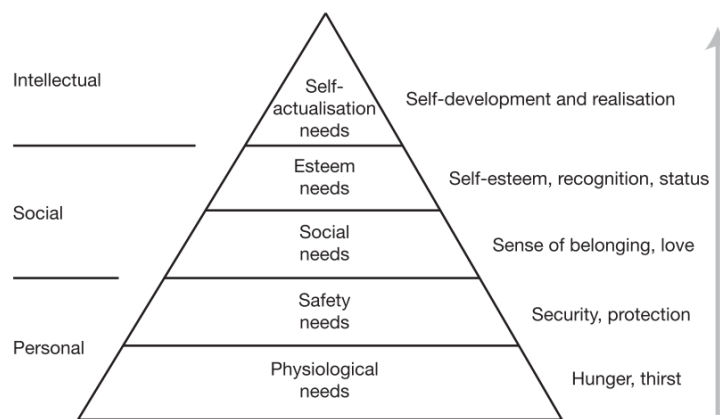 Intellectual
Self-
actualisation
needs
Self-development and realisation
Esteem
needs
Self-esteem, recognition, status
Social
Social
needs
Sense of belonging, love
Safety
needs
Security, protection
Personal
Physiological
needs
Hunger, thirst